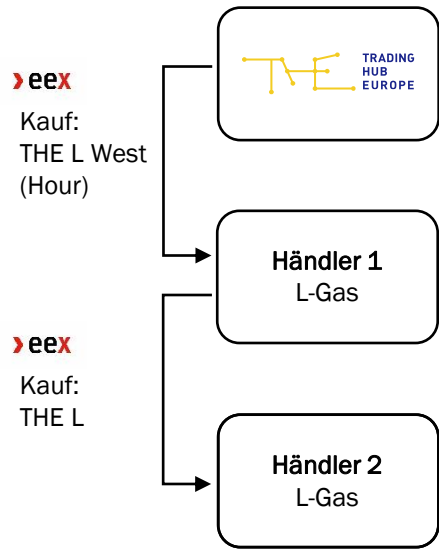 TRADING
HUB
EUROPE
eex
Kauf:
THE L West
(Hour)
Händler 1
L-Gas
eex
Kauf:
THE L
Händler 2
L-Gas